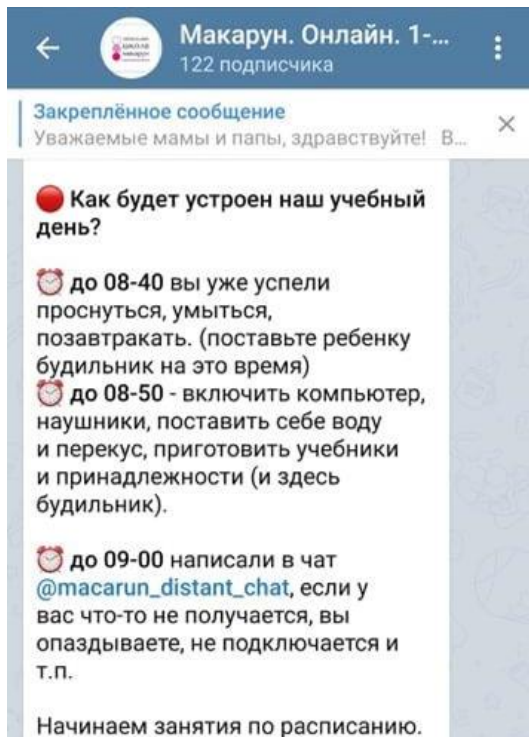 Макарун. Онлайн. 1-...
122 подписчика
Закреплённое сообщение
Уважаемые мамы и папы, здравствуйте! В...
🔴 Как будет устроен наш учебный
день?
⏰ до 08-40 вы уже успели
проснуться, умыться,
позавтракать. (поставьте ребенку
будильник на это время)
⏰ до 08-50 - включить компьютер,
наушники, поставить себе воду
и перекус, приготовить учебники
и принадлежности (и здесь
будильник).
⏰ до 09-00 написали в чат
@macarun_distant_chat, если у
вас что-то не получается, вы
опаздываете, не подключается и
т.п.
Начинаем занятия по расписанию.